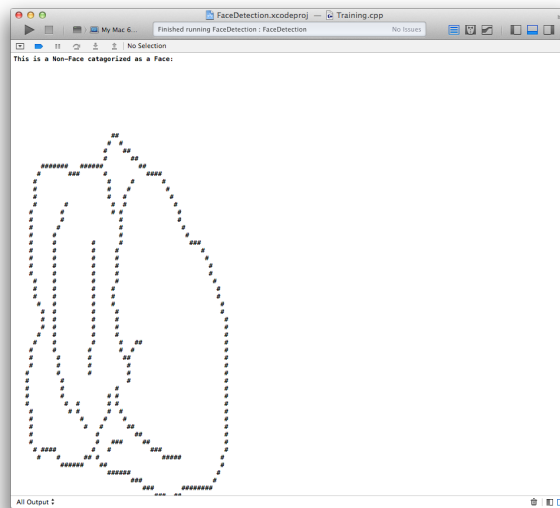 FaceDetection.xcodeproj — Training.cpp
My Mac 6... Finished running FaceDetection : FaceDetection No Issues
No Selection
This is a Non-Face catagorized as a Face:
All Output